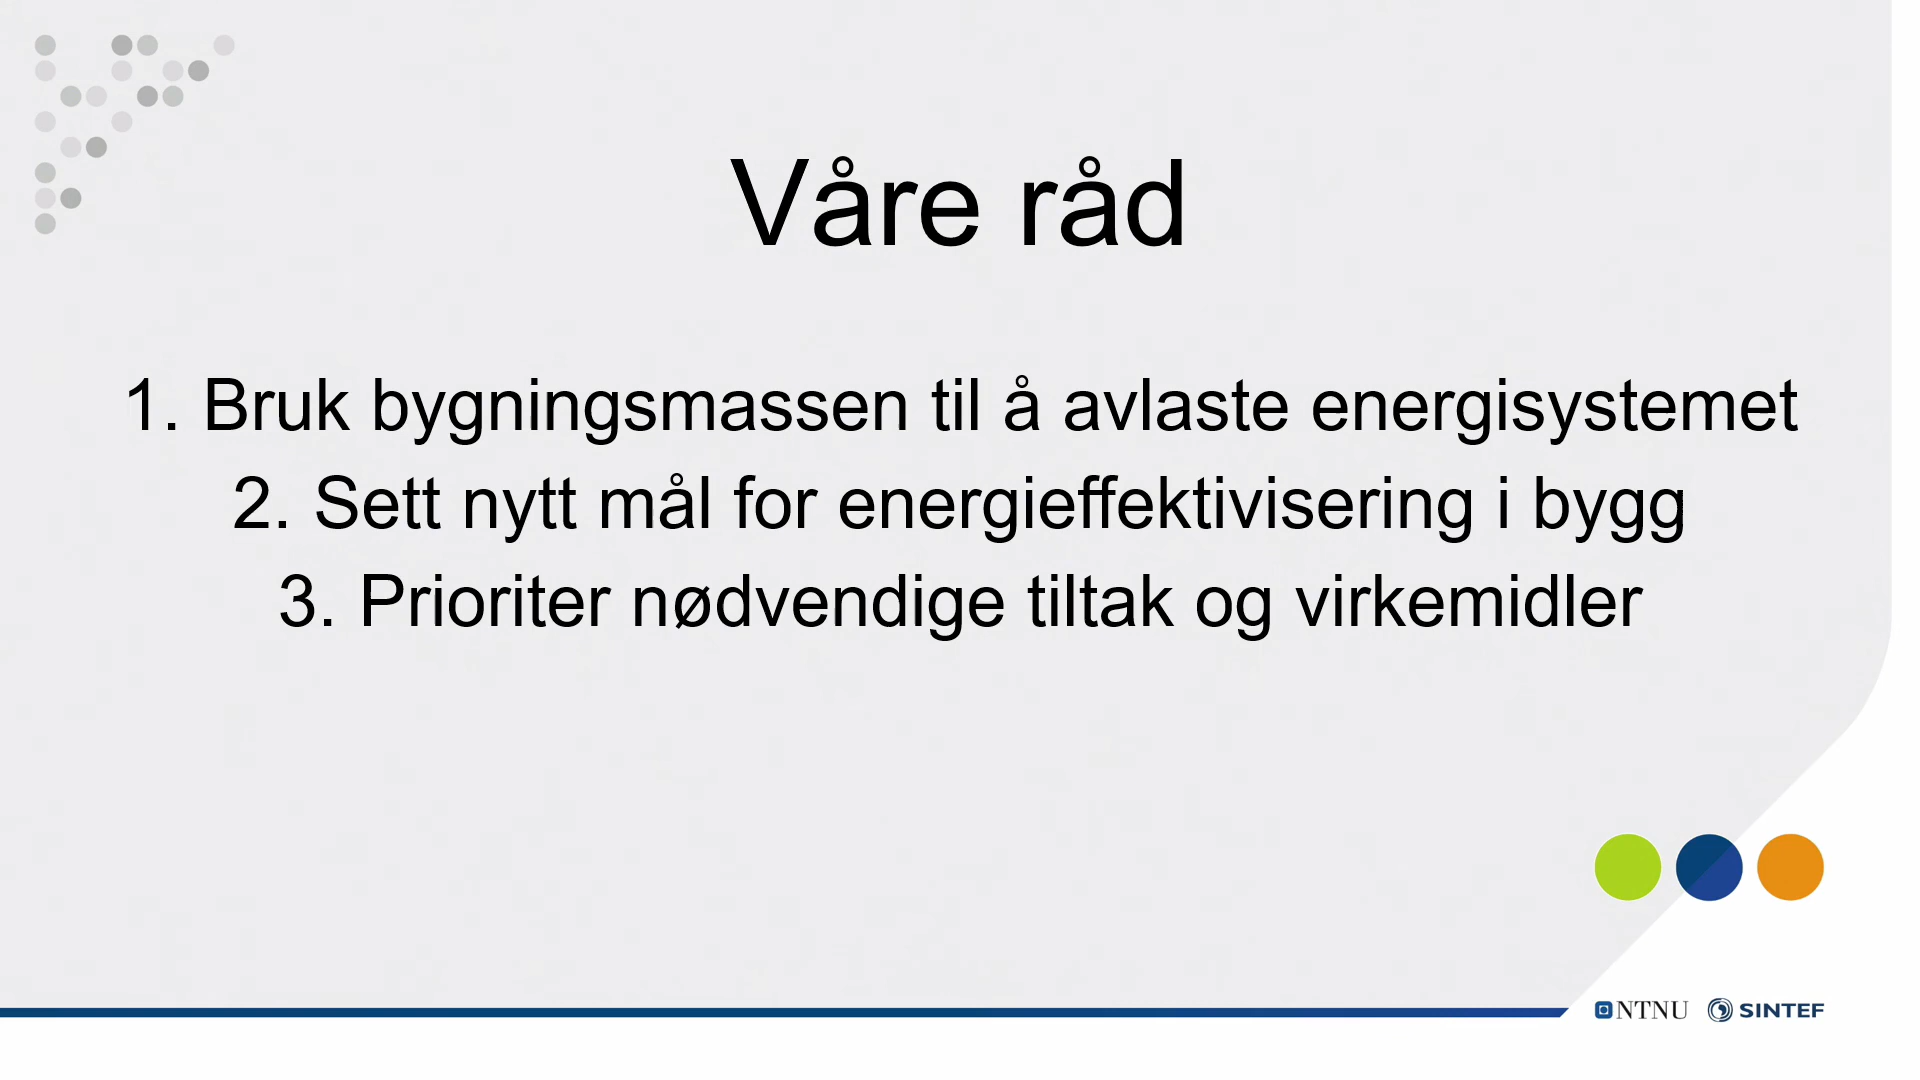 Våre råd
1. Bruk bygningsmassen til å avlaste energisystemet
2. Sett nytt mål for energieffektivisering i bygg
3. Prioriter nødvendige tiltak og virkemidler
NTNU SINTEF